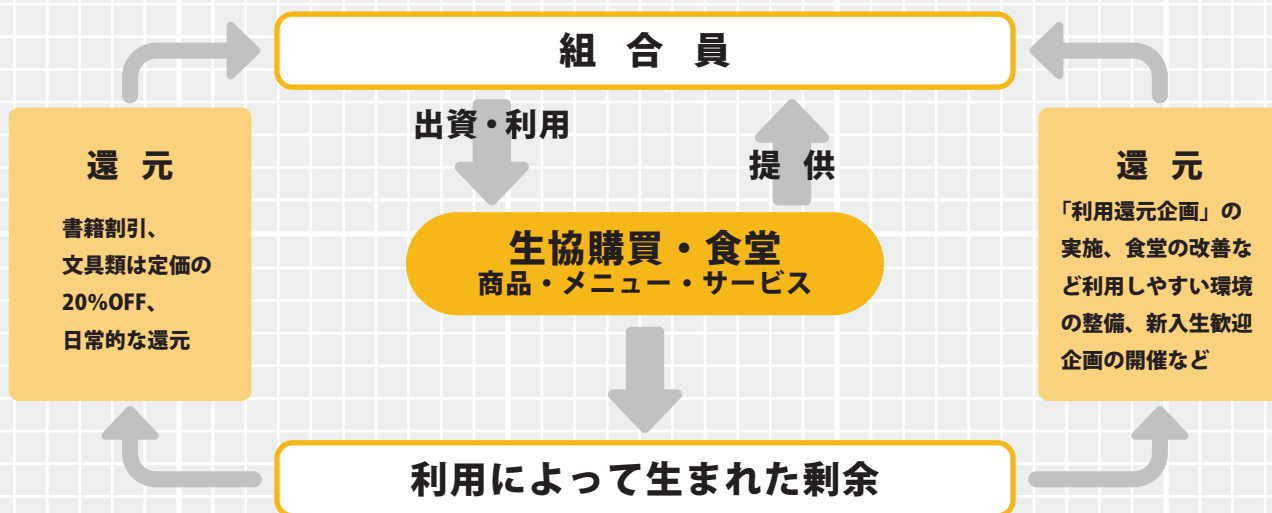 組合員
出資・利用
提供
還元
書籍割引、
文具類は定価の
20%OFF、
日常的な還元
生協購買・食堂
商品・メニュー・サービス
還元
「利用還元企画」の
実施、食堂の改善な
ど利用しやすい環境
の整備、新入生歓迎
企画の開催など
利用によって生まれた剰余